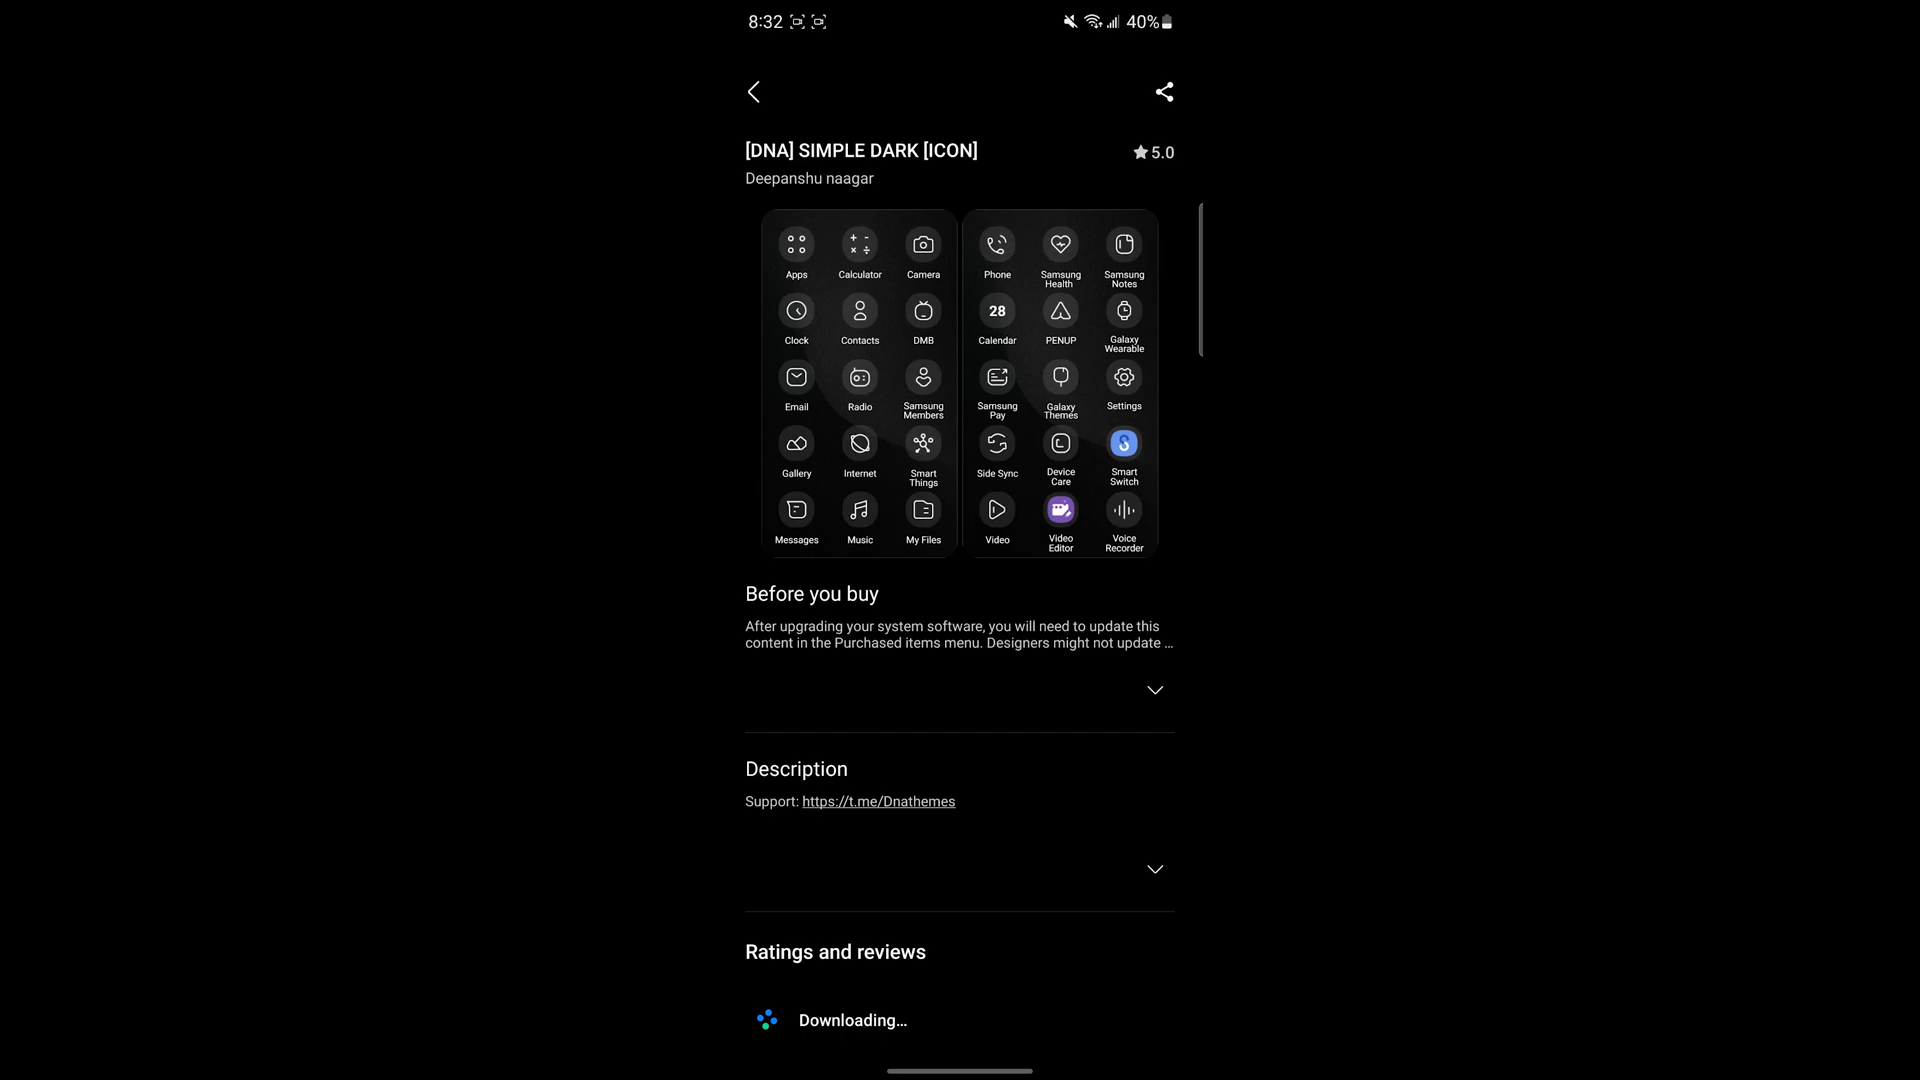 8:32
40%
[DNA] SIMPLE DARK [ICON]
5.0
Deepanshu naagar
Apps
Calculator
Camera
Phone
Samsung
Health
Samsung
Notes
Clock
Contacts
DMB
28
Calendar
PENUP
Galaxy
Wearable
Email
Radio
Samsung
Members
Samsung
Pay
Galaxy
Themes
Settings
Gallery
Internet
Smart
Things
Side Sync
Device
Care
Smart
Switch
Messages
Music
My Files
Video
Video
Editor
Voice
Recorder
Before you buy
After upgrading your system software, you will need to update this
content in the Purchased items menu. Designers might not update ...
Description
Support: https://t.me/Dnathemes
Ratings and reviews
Downloading...